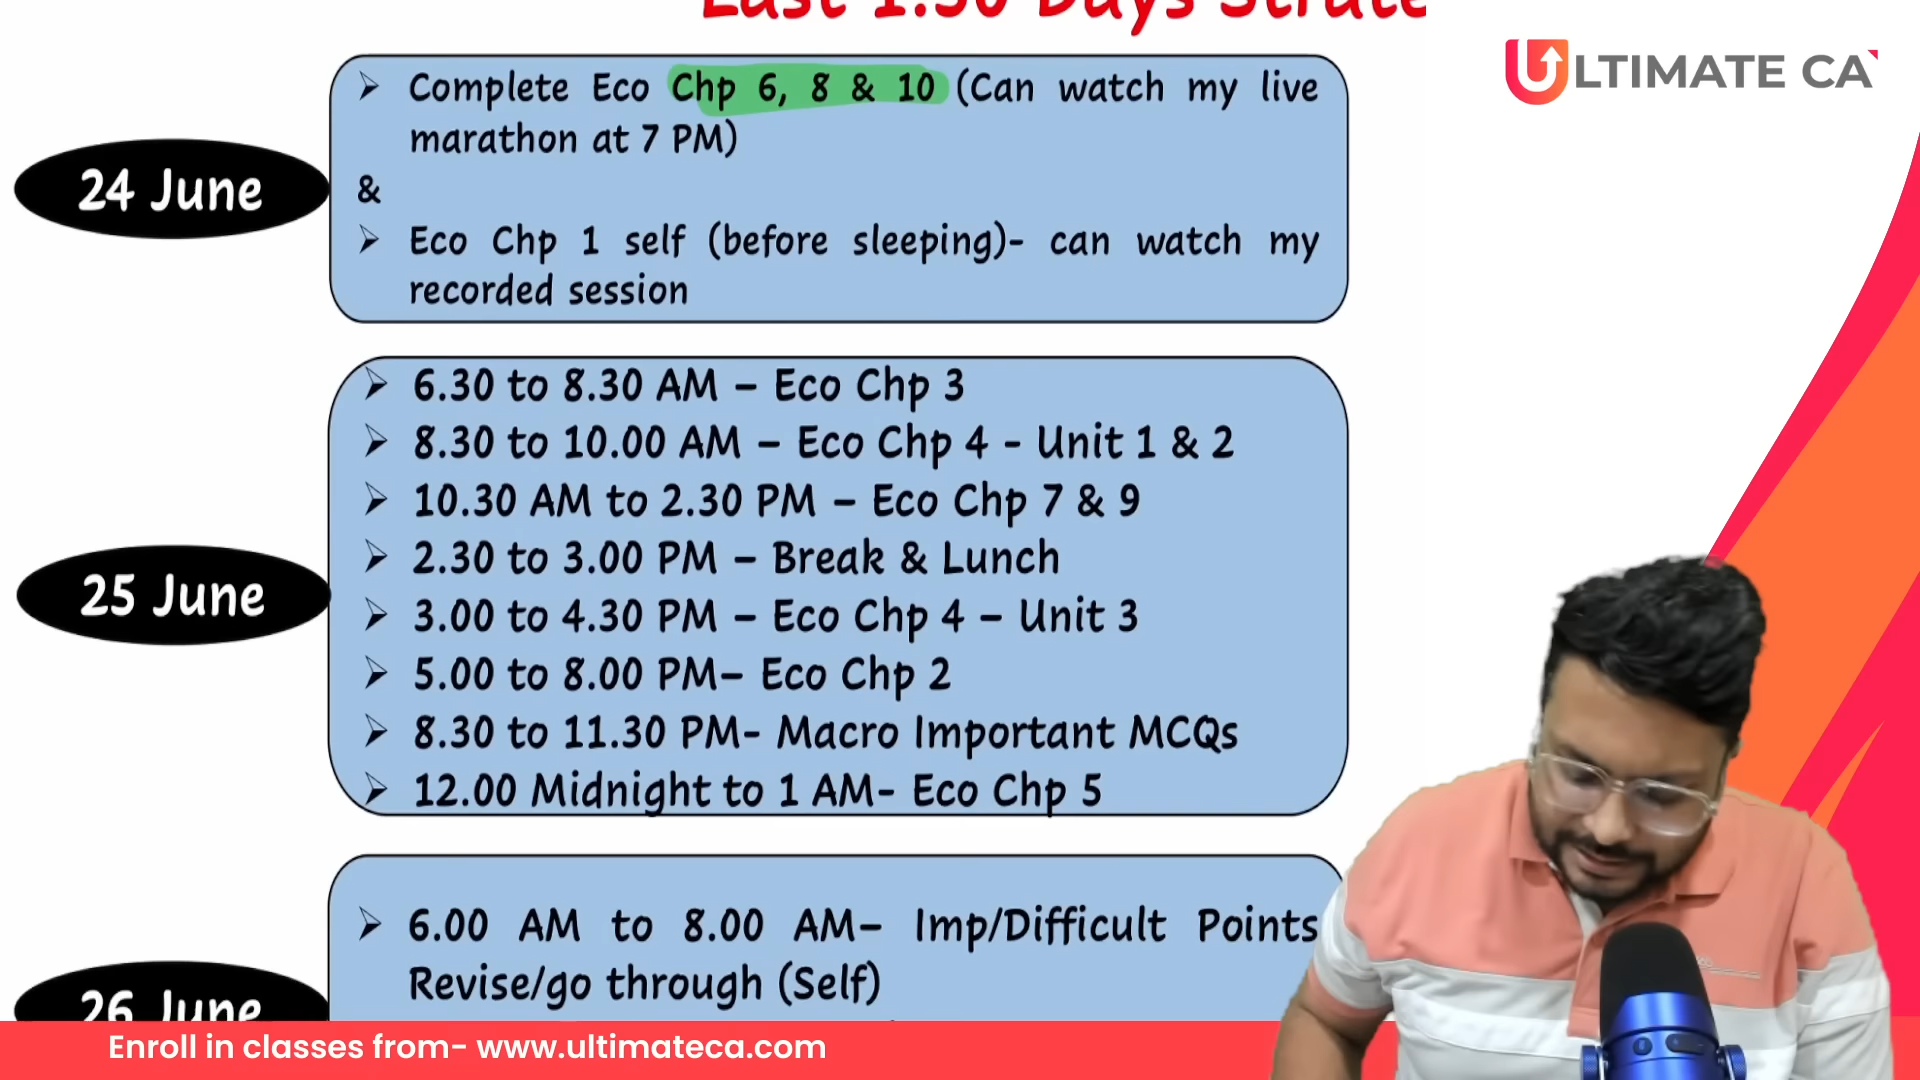 Last 1.50 Days Strate
ULTIMATE CA
Complete Eco Chp 6, 8 & 10 (Can watch my live
marathon at 7 PM)
&
Eco Chp 1 self (before sleeping)- can watch my
recorded session
24 June
6.30 to 8.30 AM – Eco Chp 3
8.30 to 10.00 AM – Eco Chp 4 - Unit 1 & 2
10.30 AM to 2.30 PM – Eco Chp 7 & 9
2.30 to 3.00 PM – Break & Lunch
3.00 to 4.30 PM – Eco Chp 4 – Unit 3
5.00 to 8.00 PM– Eco Chp 2
8.30 to 11.30 PM- Macro Important MCQs
12.00 Midnight to 1 AM- Eco Chp 5
25 June
6.00 AM to 8.00 AM– Imp/Difficult Points
Revise/go through (Self)
26 June
Enroll in classes from- www.ultimateca.com